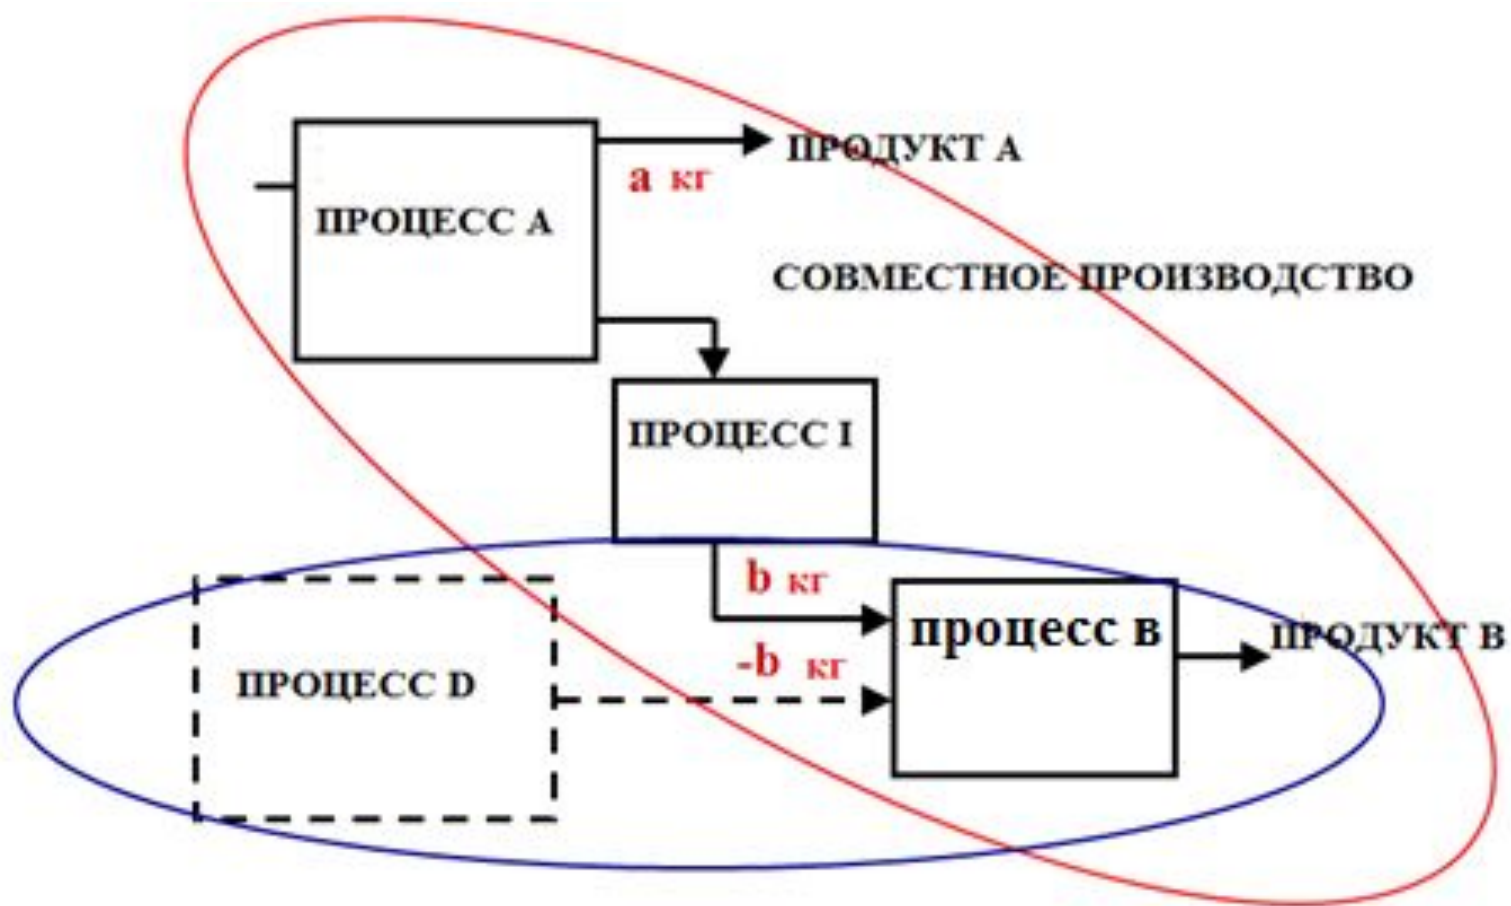 ПРОДУКТ А
а кг
ПРОЦЕСС А
СОВМЕСТНОЕ ПРОИЗВОДСТВО
ПРОЦЕСС I
b кг
процесс в
ПРОДУКТ В
-b кг
ПРОЦЕСС D